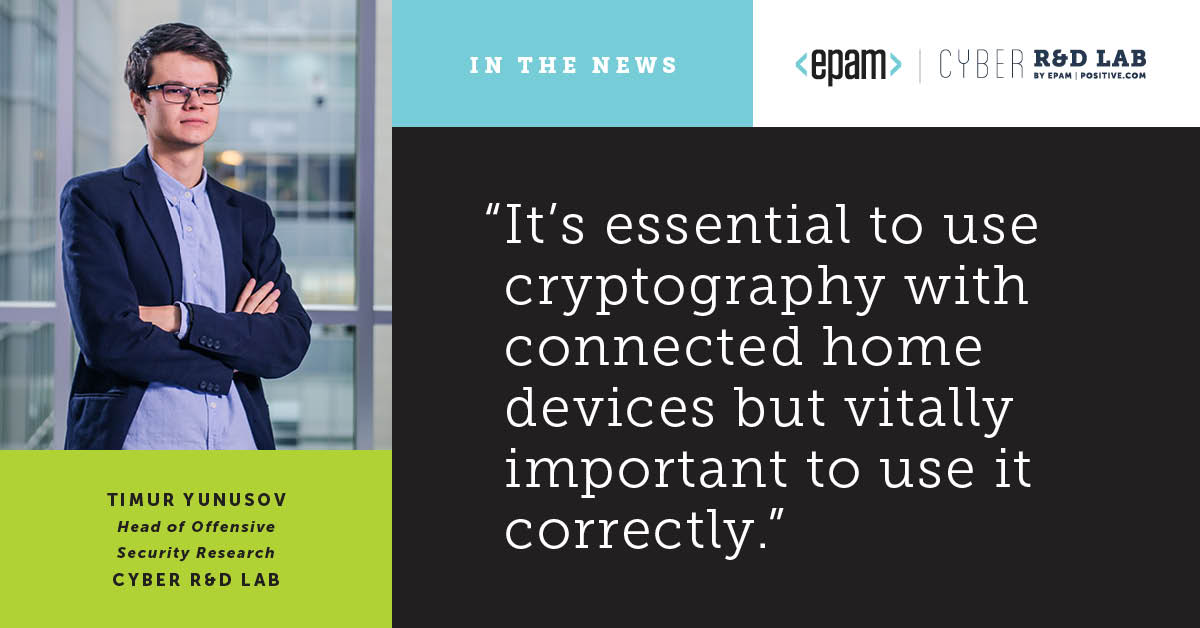 IN THE NEWS
<epam> | CYBER R&D LAB
BY EPAM | POSITIVE.COM
“It’s essential to use
cryptography with
connected home
devices but vitally
important to use it
correctly.”
TIMUR YUNUSOV
Head of Offensive
Security Research
CYBER R&D LAB